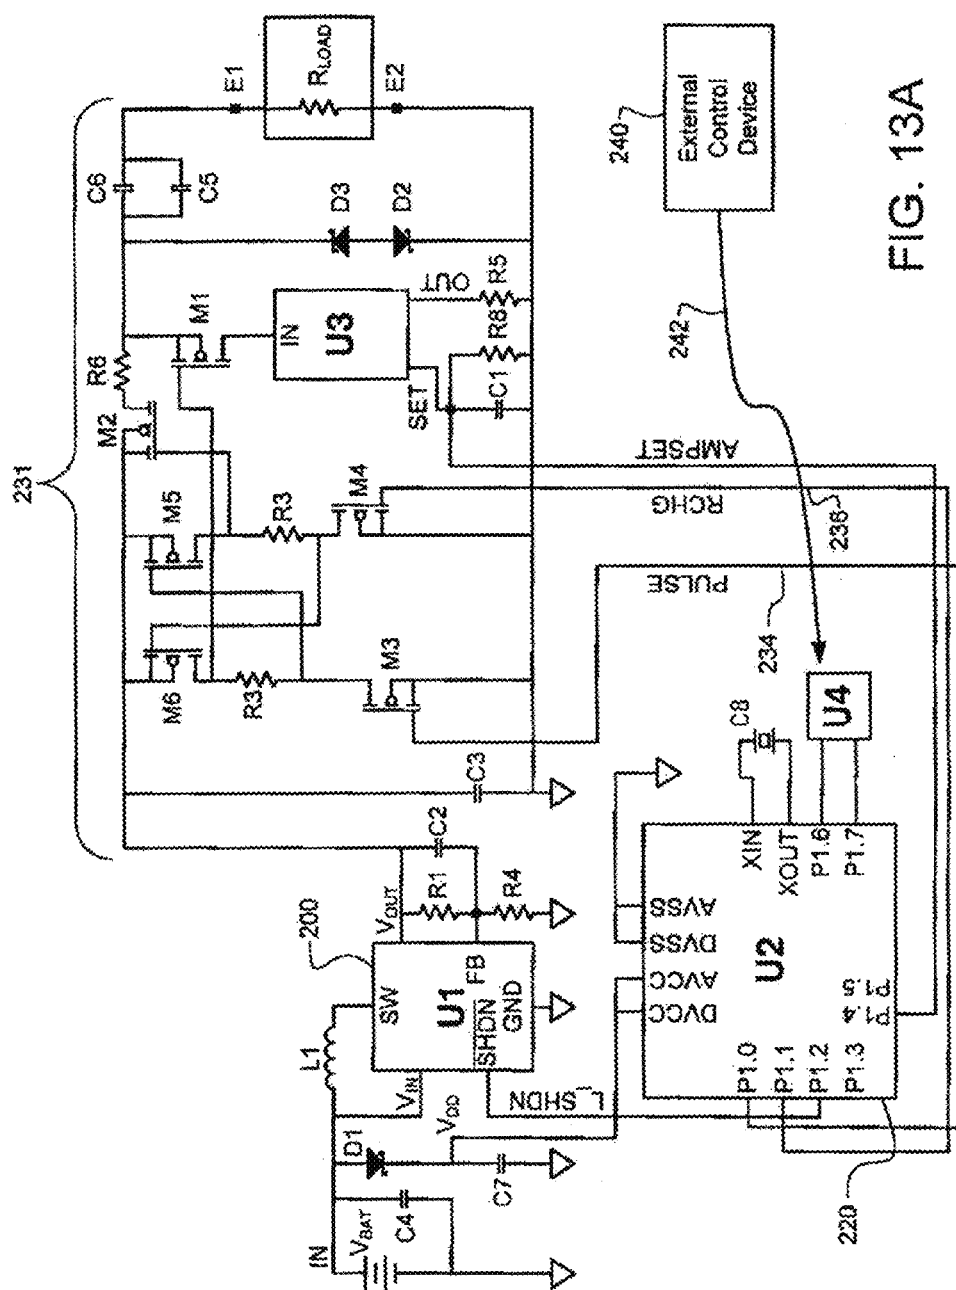 231
E1
RLOAD
E2
C6
C5
D3
D2
R6
M1
IN
U3
OUT
SET
R5
R8
C1
M2
M5
R3
M4
M6
R3
M3
C3
AMPSET
RCHG
PULSE
236
234
242
240
External
Control
Device
FIG. 13A
IN
VBAT
C4
D1
C7
VDD
L1
VIN
200
SW
VOUT
U1
FB
SHDN
GND
R1
C2
R4
L_SHDN
U2
DVCC
AVCC
DVSS
AVSS
XIN
XOUT
P1.6
P1.7
C8
U4
P1.0
P1.1
P1.2
P1.3
P1.4
P1.5
220